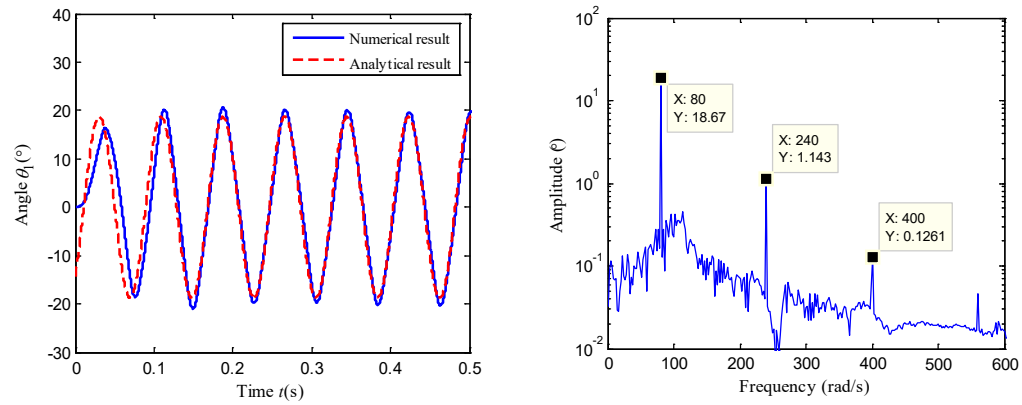 40
30
20
10
0
-10
-20
-30
0
0.1
0.2
0.3
0.4
0.5
Angle θ1(°)
Time t(s)
Numerical result
Analytical result
10^2
10^1
10^0
10^-1
10^-2
0
100
200
300
400
500
600
Amplitude (°)
Frequency (rad/s)
X: 80
Y: 18.67
X: 240
Y: 1.143
X: 400
Y: 0.1261